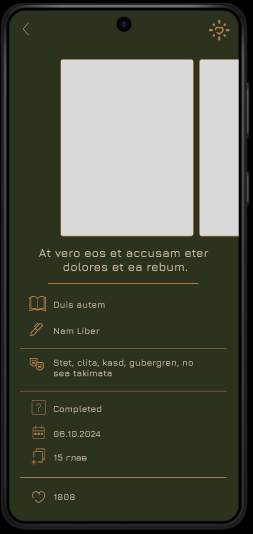 At vero eos et accusam eter
dolores et ea rebum.
Duis autem
Nam Liber
Stet, clita, kasd, gubergren, no
sea takimata
?
Completed
06.10.2024
15 глав
1808